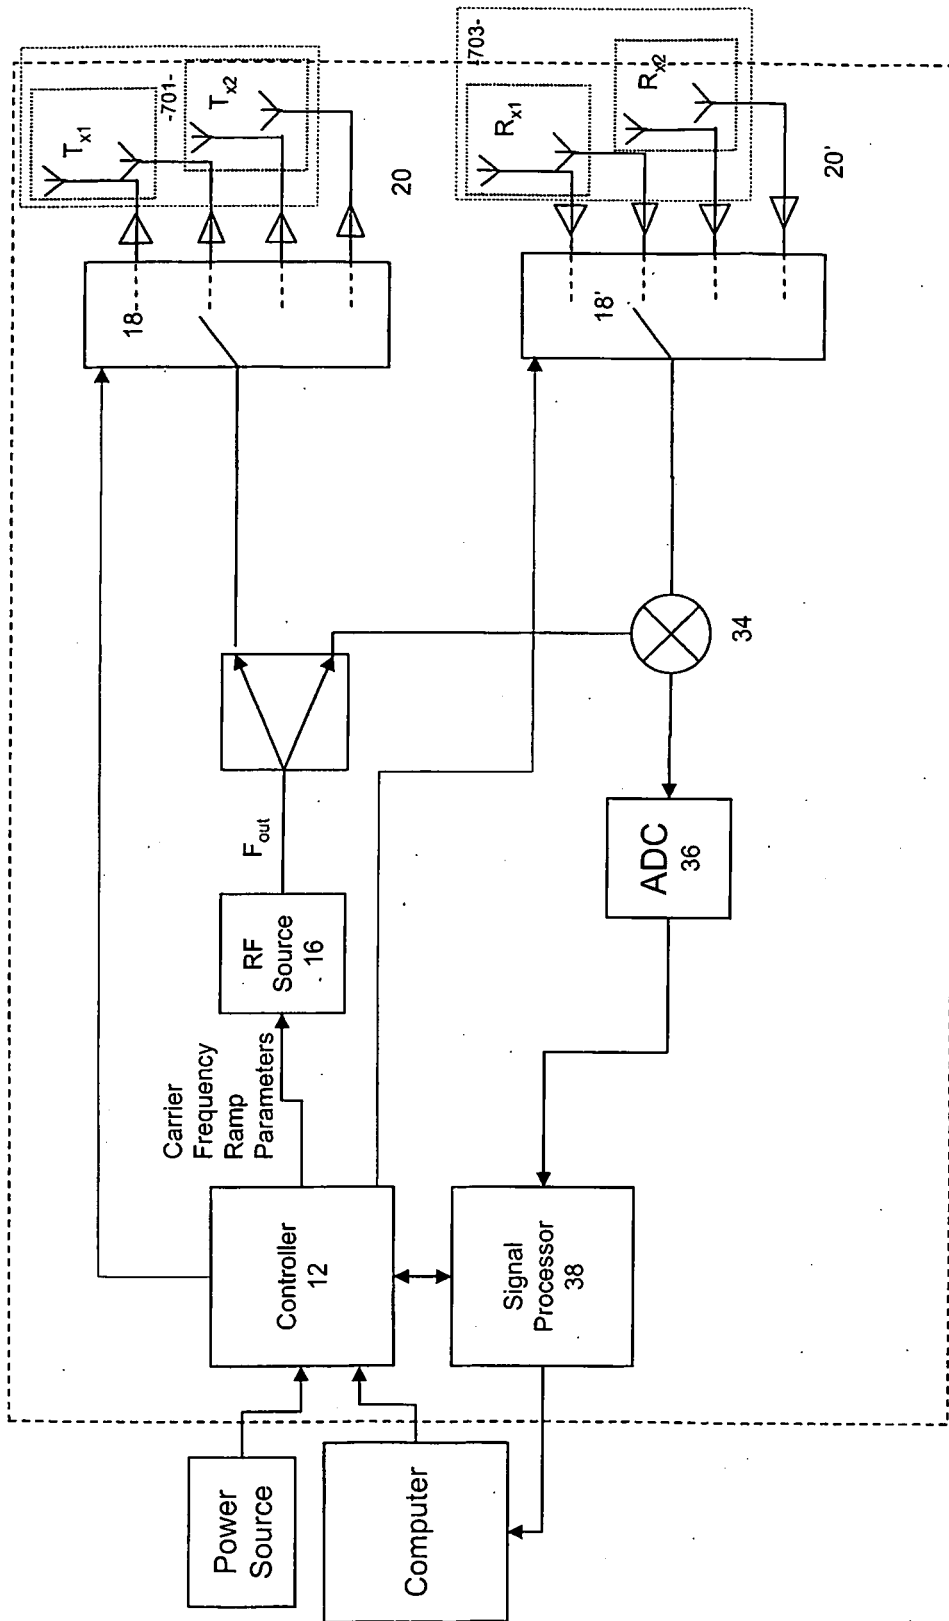 Power
Source
Computer
Controller
12
Signal
Processor
38
Carrier
Frequency
Ramp
Parameters
RF
Source
16
F out
ADC
36
34
18
18'
20
20'
T x1
-701-
T x2
R x1
-703-
R x2